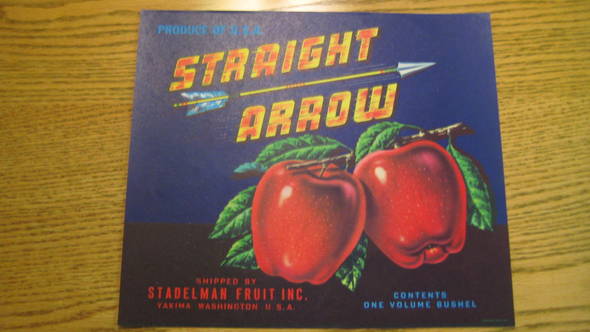 PRODUCE OF U.S.A.
STRAIGHT
ARROW
SHIPPED BY
STADELMAN FRUIT INC.
YAKIMA WASHINGTON U.S.A.
CONTENTS
ONE VOLUME BUSHEL